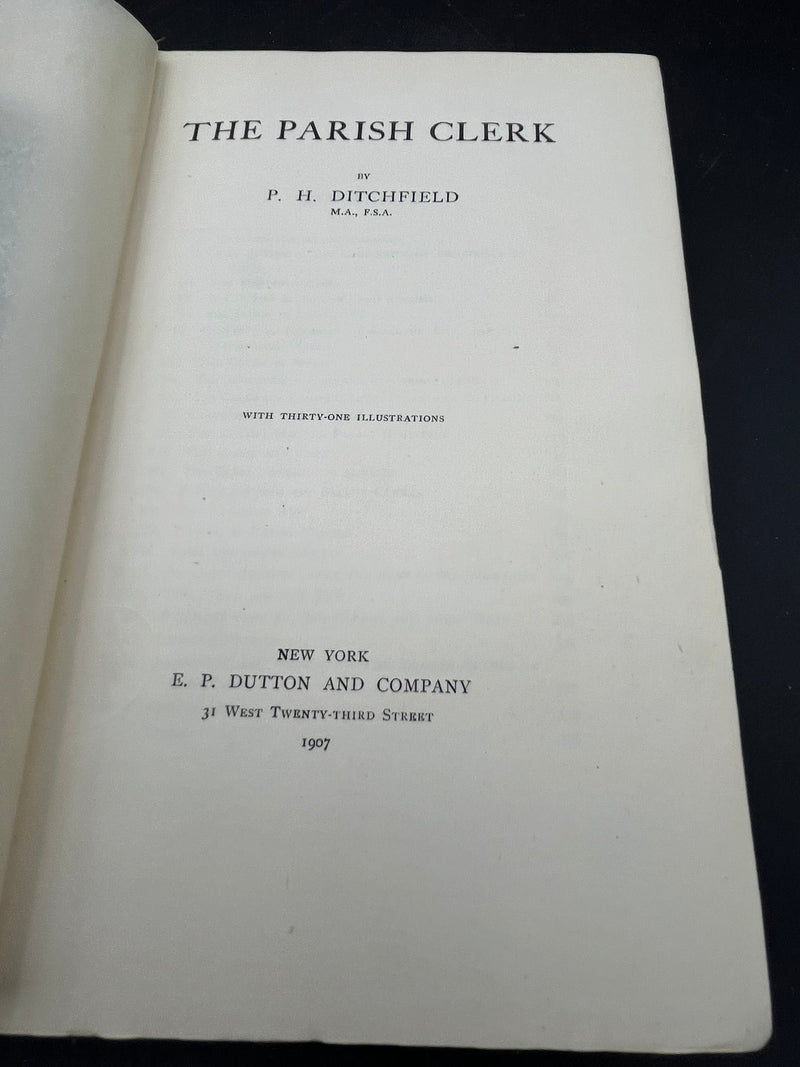 THE PARISH CLERK
BY
P. H. DITCHFIELD
M.A., F.S.A.
WITH THIRTY-ONE ILLUSTRATIONS
NEW YORK
E. P. DUTTON AND COMPANY
31 WEST TWENTY-THIRD STREET
1907